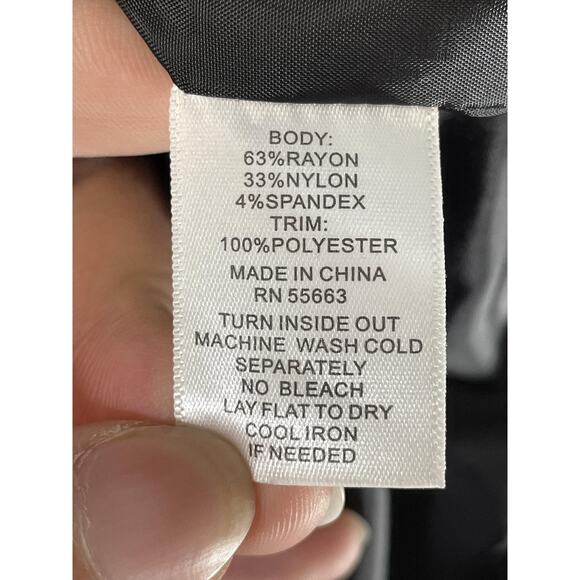 BODY:
63%RAYON
33%NYLON
4%SPANDEX
TRIM:
100%POLYESTER
MADE IN CHINA
RN 55663
TURN INSIDE OUT
MACHINE WASH COLD
SEPARATELY
NO BLEACH
LAY FLAT TO DRY
COOL IRON
IF NEEDED